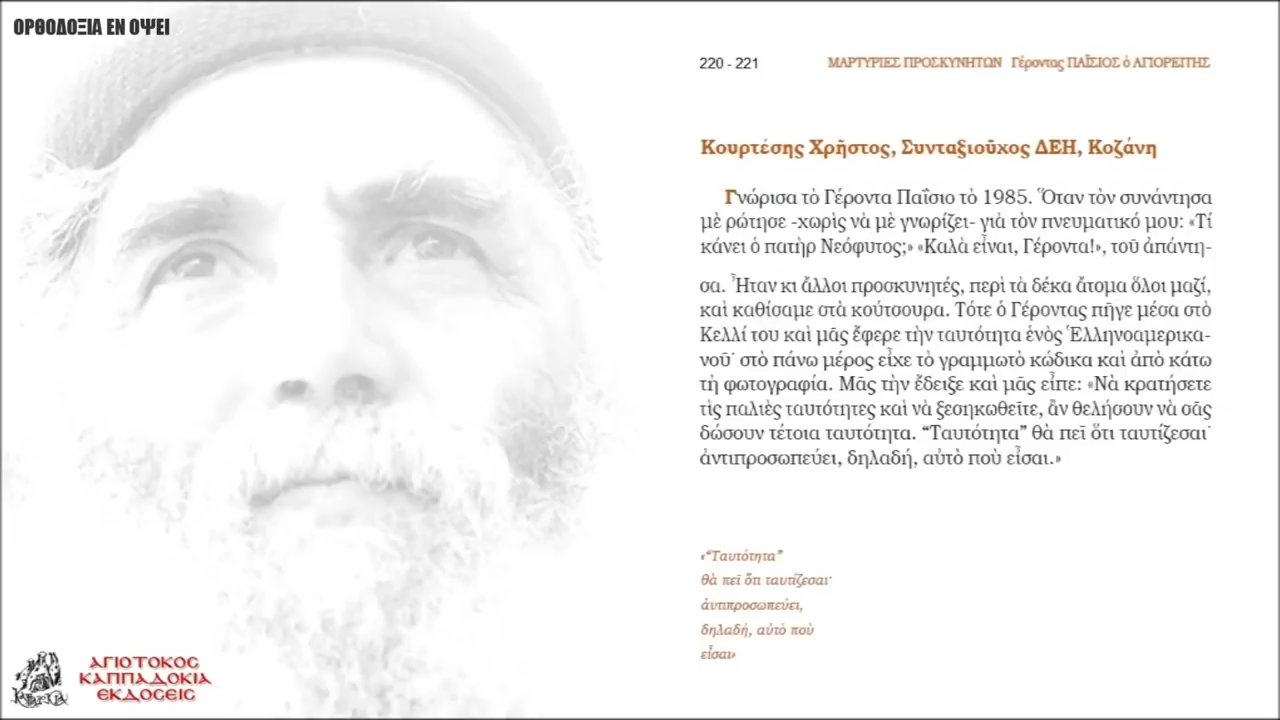 ΟΡΘΟΔΟΞΙΑ ΕΝ ΟΨΕΙ
220 - 221 ΜΑΡΤΥΡΙΕΣ ΠΡΟΣΚΥΝΗΤΩΝ Γέροντας ΠΑΪΣΙΟΣ ὁ ΑΓΙΟΡΕΙΤΗΣ
Κουρτέσης Χρῆστος, Συνταξιοῦχος ΔΕΗ, Κοζάνη
Γνώρισα τὸ Γέροντα Παΐσιο τὸ 1985. Ὅταν τὸν συνάντησα
μὲ ρώτησε -χωρὶς νὰ μὲ γνωρίζει- γιὰ τὸν πνευματικό μου: «Τί
κάνει ὁ πατὴρ Νεόφυτος;» «Καλὰ εἶναι, Γέροντα!», τοῦ ἀπάντη-
σα. Ἦταν κι ἄλλοι προσκυνητές, περὶ τὰ δέκα ἄτομα ὅλοι μαζί,
καὶ καθίσαμε στὰ κούτσουρα. Τότε ὁ Γέροντας πῆγε μέσα στὸ
Κελλί του καὶ μᾶς ἔφερε τὴν ταυτότητα ἑνὸς Ἑλληνοαμερικα-
νοῦ· στὸ πάνω μέρος εἶχε τὸ γραμμωτὸ κώδικα καὶ ἀπὸ κάτω
τὴ φωτογραφία. Μᾶς τὴν ἔδειξε καὶ μᾶς εἶπε: «Νὰ κρατήσετε
τὶς παλιὲς ταυτότητες καὶ νὰ ξεσηκωθεῖτε, ἂν θελήσουν νὰ σᾶς
δώσουν τέτοια ταυτότητα. “Ταυτότητα” θὰ πεῖ ὅτι ταυτίζεσαι·
ἀντιπροσωπεύει, δηλαδή, αὐτὸ ποὺ εἶσαι.»
«“Ταυτότητα”
θὰ πεῖ ὅτι ταυτίζεσαι·
ἀντιπροσωπεύει,
δηλαδή, αὐτὸ ποὺ
εἶσαι»
ΑΓΙΟΤΟΚΟΣ
ΚΑΠΠΑΔΟΚΙΑ
ΕΚΔΟСΕΙС